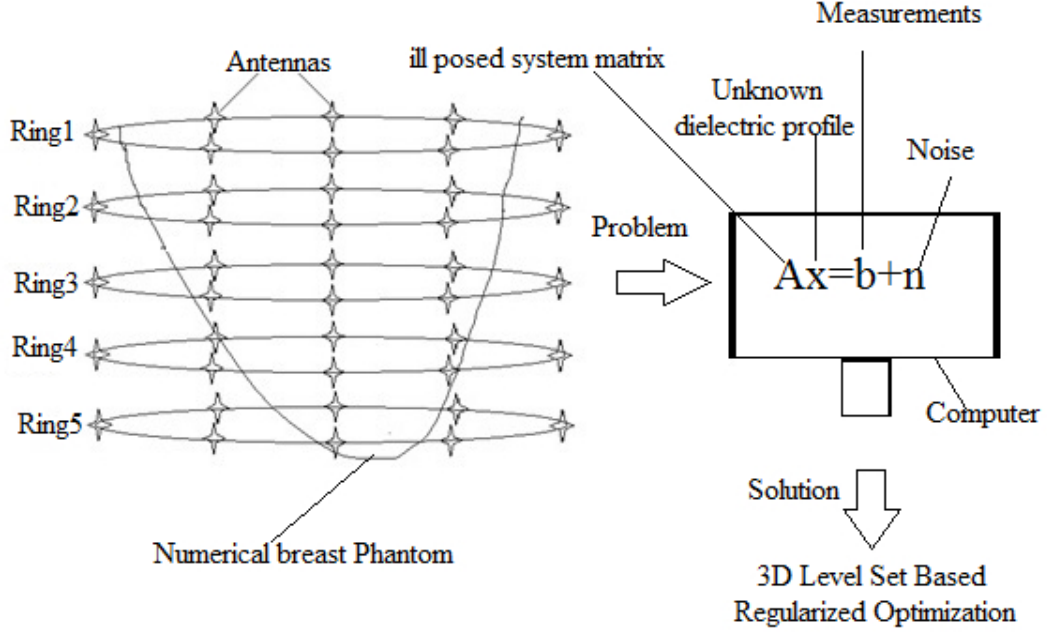 Measurements
Antennas
ill posed system matrix
Unknown
dielectric profile
Noise
Ring1
Ring2
Ring3
Ring4
Ring5
Problem
Ax=b+n
Computer
Solution
Numerical breast Phantom
3D Level Set Based
Regularized Optimization